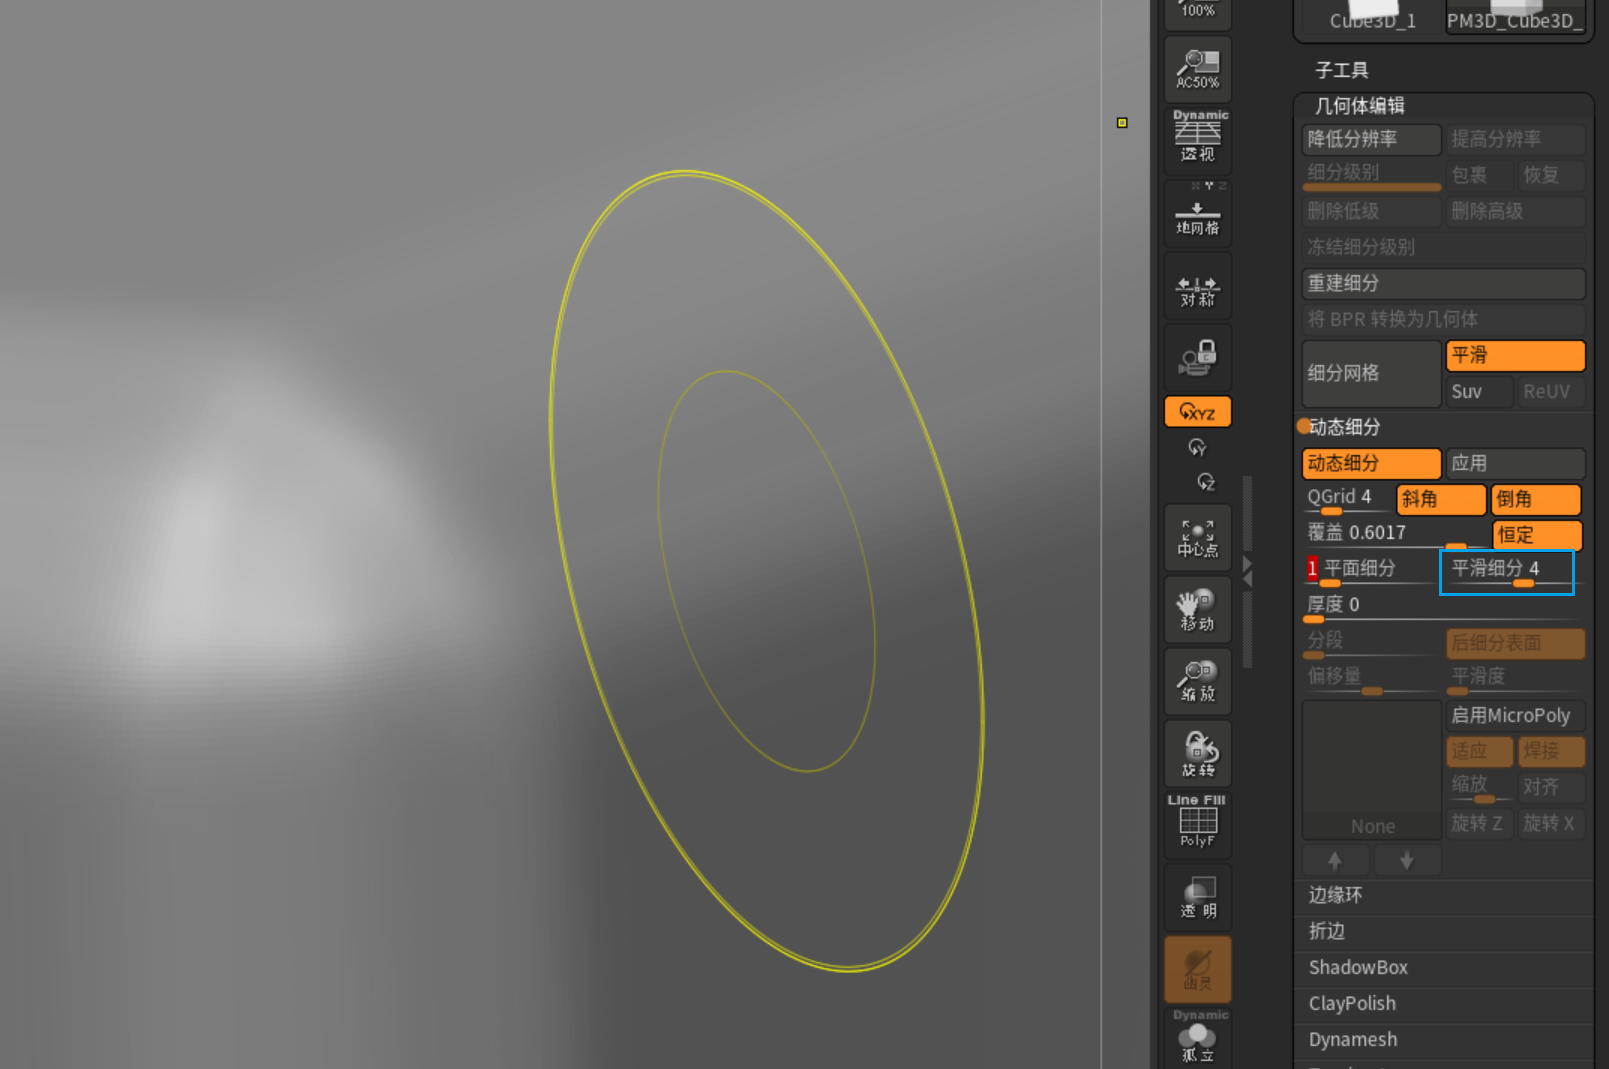 100%
AC50%
Dynamic
透视
X Y Z
地网格
对称
XYZ
Y
Z
中心点
移动
缩放
旋转
Line Fill
PolyF
透明
幽灵
Dynamic
孤立
Cube3D_1 PM3D_Cube3D_
子工具
几何体编辑
降低分辨率 提高分辨率
细分级别 包裹 恢复
删除低级 删除高级
冻结细分级别
重建细分
将 BPR 转换为几何体
细分网格 平滑
Suv ReUV
动态细分
动态细分 应用
QGrid 4 斜角 倒角
覆盖 0.6017 恒定
1 平面细分 平滑细分 4
厚度 0
分段 后细分表面
偏移量 平滑度
启用MicroPoly
适应 焊接
缩放 对齐
None 旋转 Z 旋转 X
边缘环
折边
ShadowBox
ClayPolish
Dynamesh